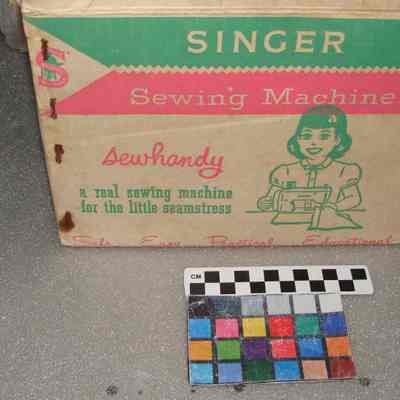 S
SINGER
Sewing Machine
sewhandy
a real sewing machine
for the little seamstress
Safe Easy Practical Educational
CM